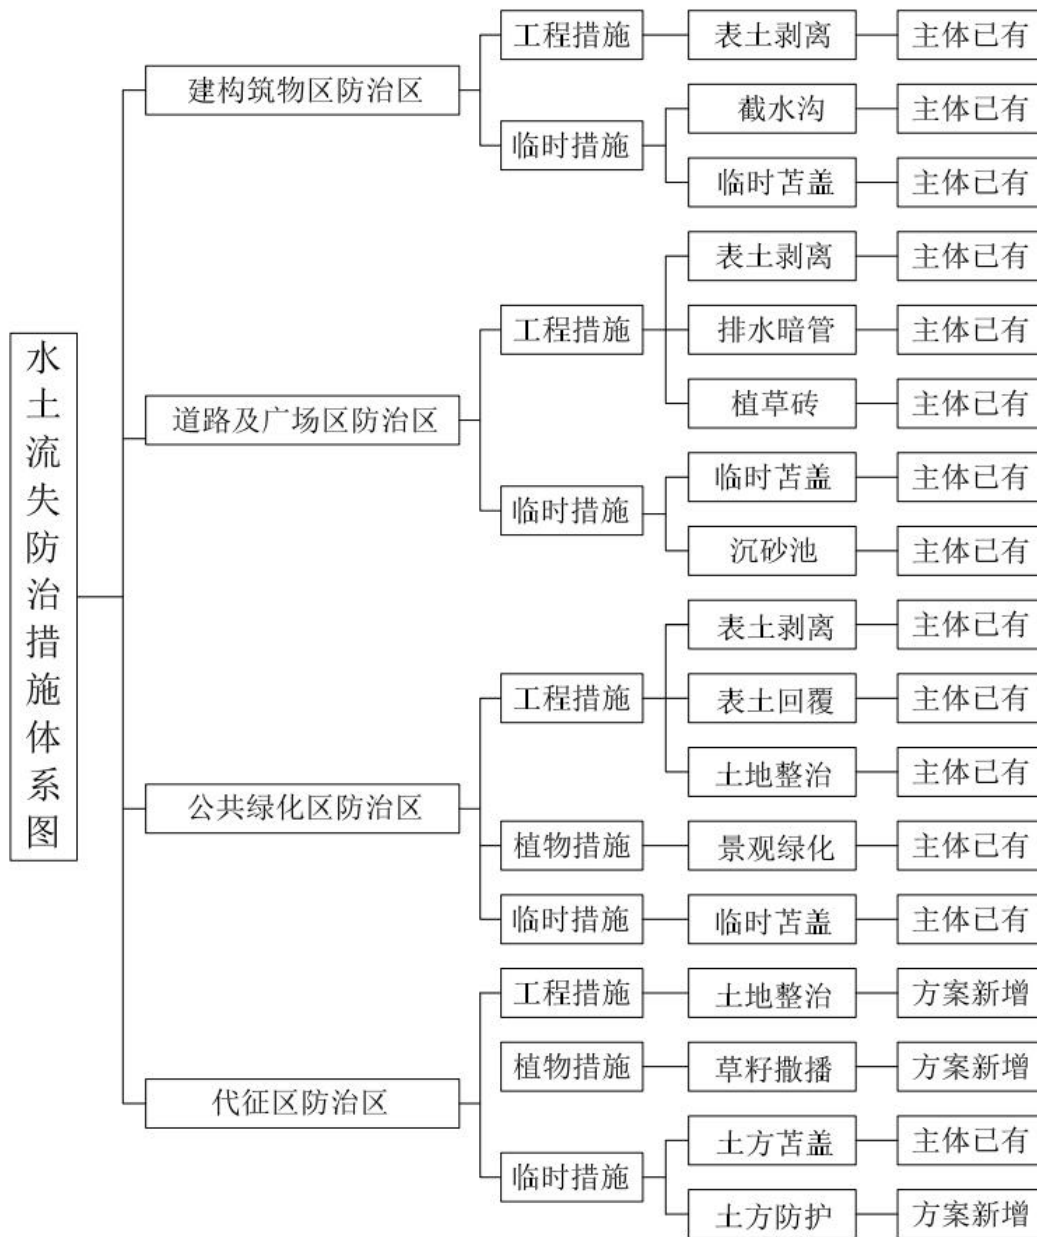 水土流失防治措施体系图
建构筑物区防治区
工程措施
表土剥离
主体已有
临时措施
截水沟
主体已有
临时苫盖
主体已有
道路及广场区防治区
工程措施
表土剥离
主体已有
排水暗管
主体已有
植草砖
主体已有
临时措施
临时苫盖
主体已有
沉砂池
主体已有
公共绿化区防治区
工程措施
表土剥离
主体已有
表土回覆
主体已有
土地整治
主体已有
植物措施
景观绿化
主体已有
临时措施
临时苫盖
主体已有
代征区防治区
工程措施
土地整治
方案新增
植物措施
草籽撒播
方案新增
临时措施
土方苫盖
主体已有
土方防护
方案新增